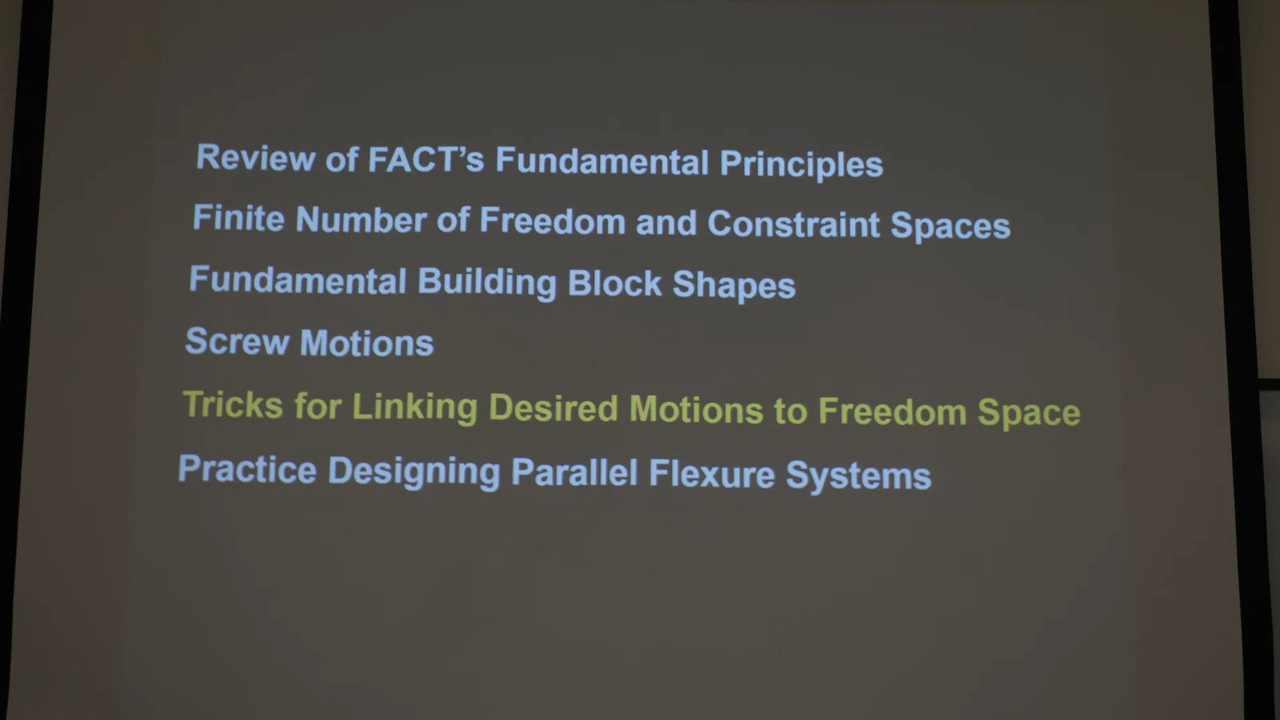 Review of FACT’s Fundamental Principles
Finite Number of Freedom and Constraint Spaces
Fundamental Building Block Shapes
Screw Motions
Tricks for Linking Desired Motions to Freedom Space
Practice Designing Parallel Flexure Systems